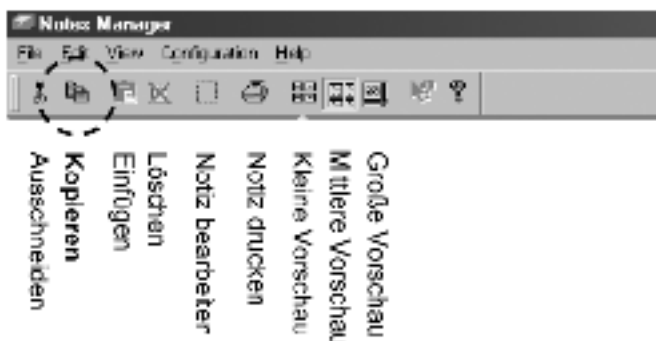 Notes Manager
File Edit View Configuration Help
Ausschneiden
Kopieren
Einfügen
Löschen
Notiz bearbeiten
Notiz drucken
Kleine Vorschau
Mittlere Vorschau
Große Vorschau